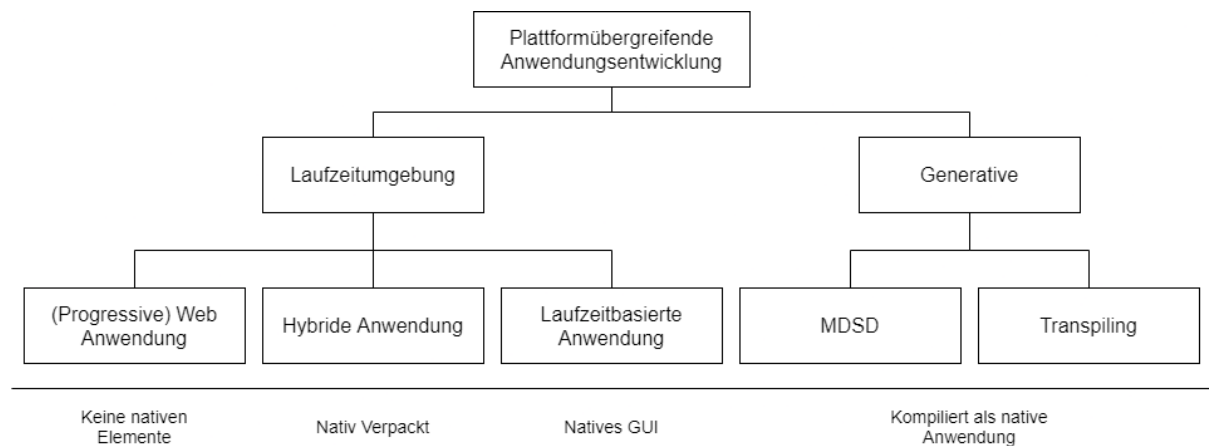 Plattformübergreifende
Anwendungsentwicklung
Laufzeitumgebung
Generative
(Progressive) Web
Anwendung
Hybride Anwendung
Laufzeitbasierte
Anwendung
MDSD
Transpiling
Keine nativen
Elemente
Nativ Verpackt
Natives GUI
Kompiliert als native
Anwendung